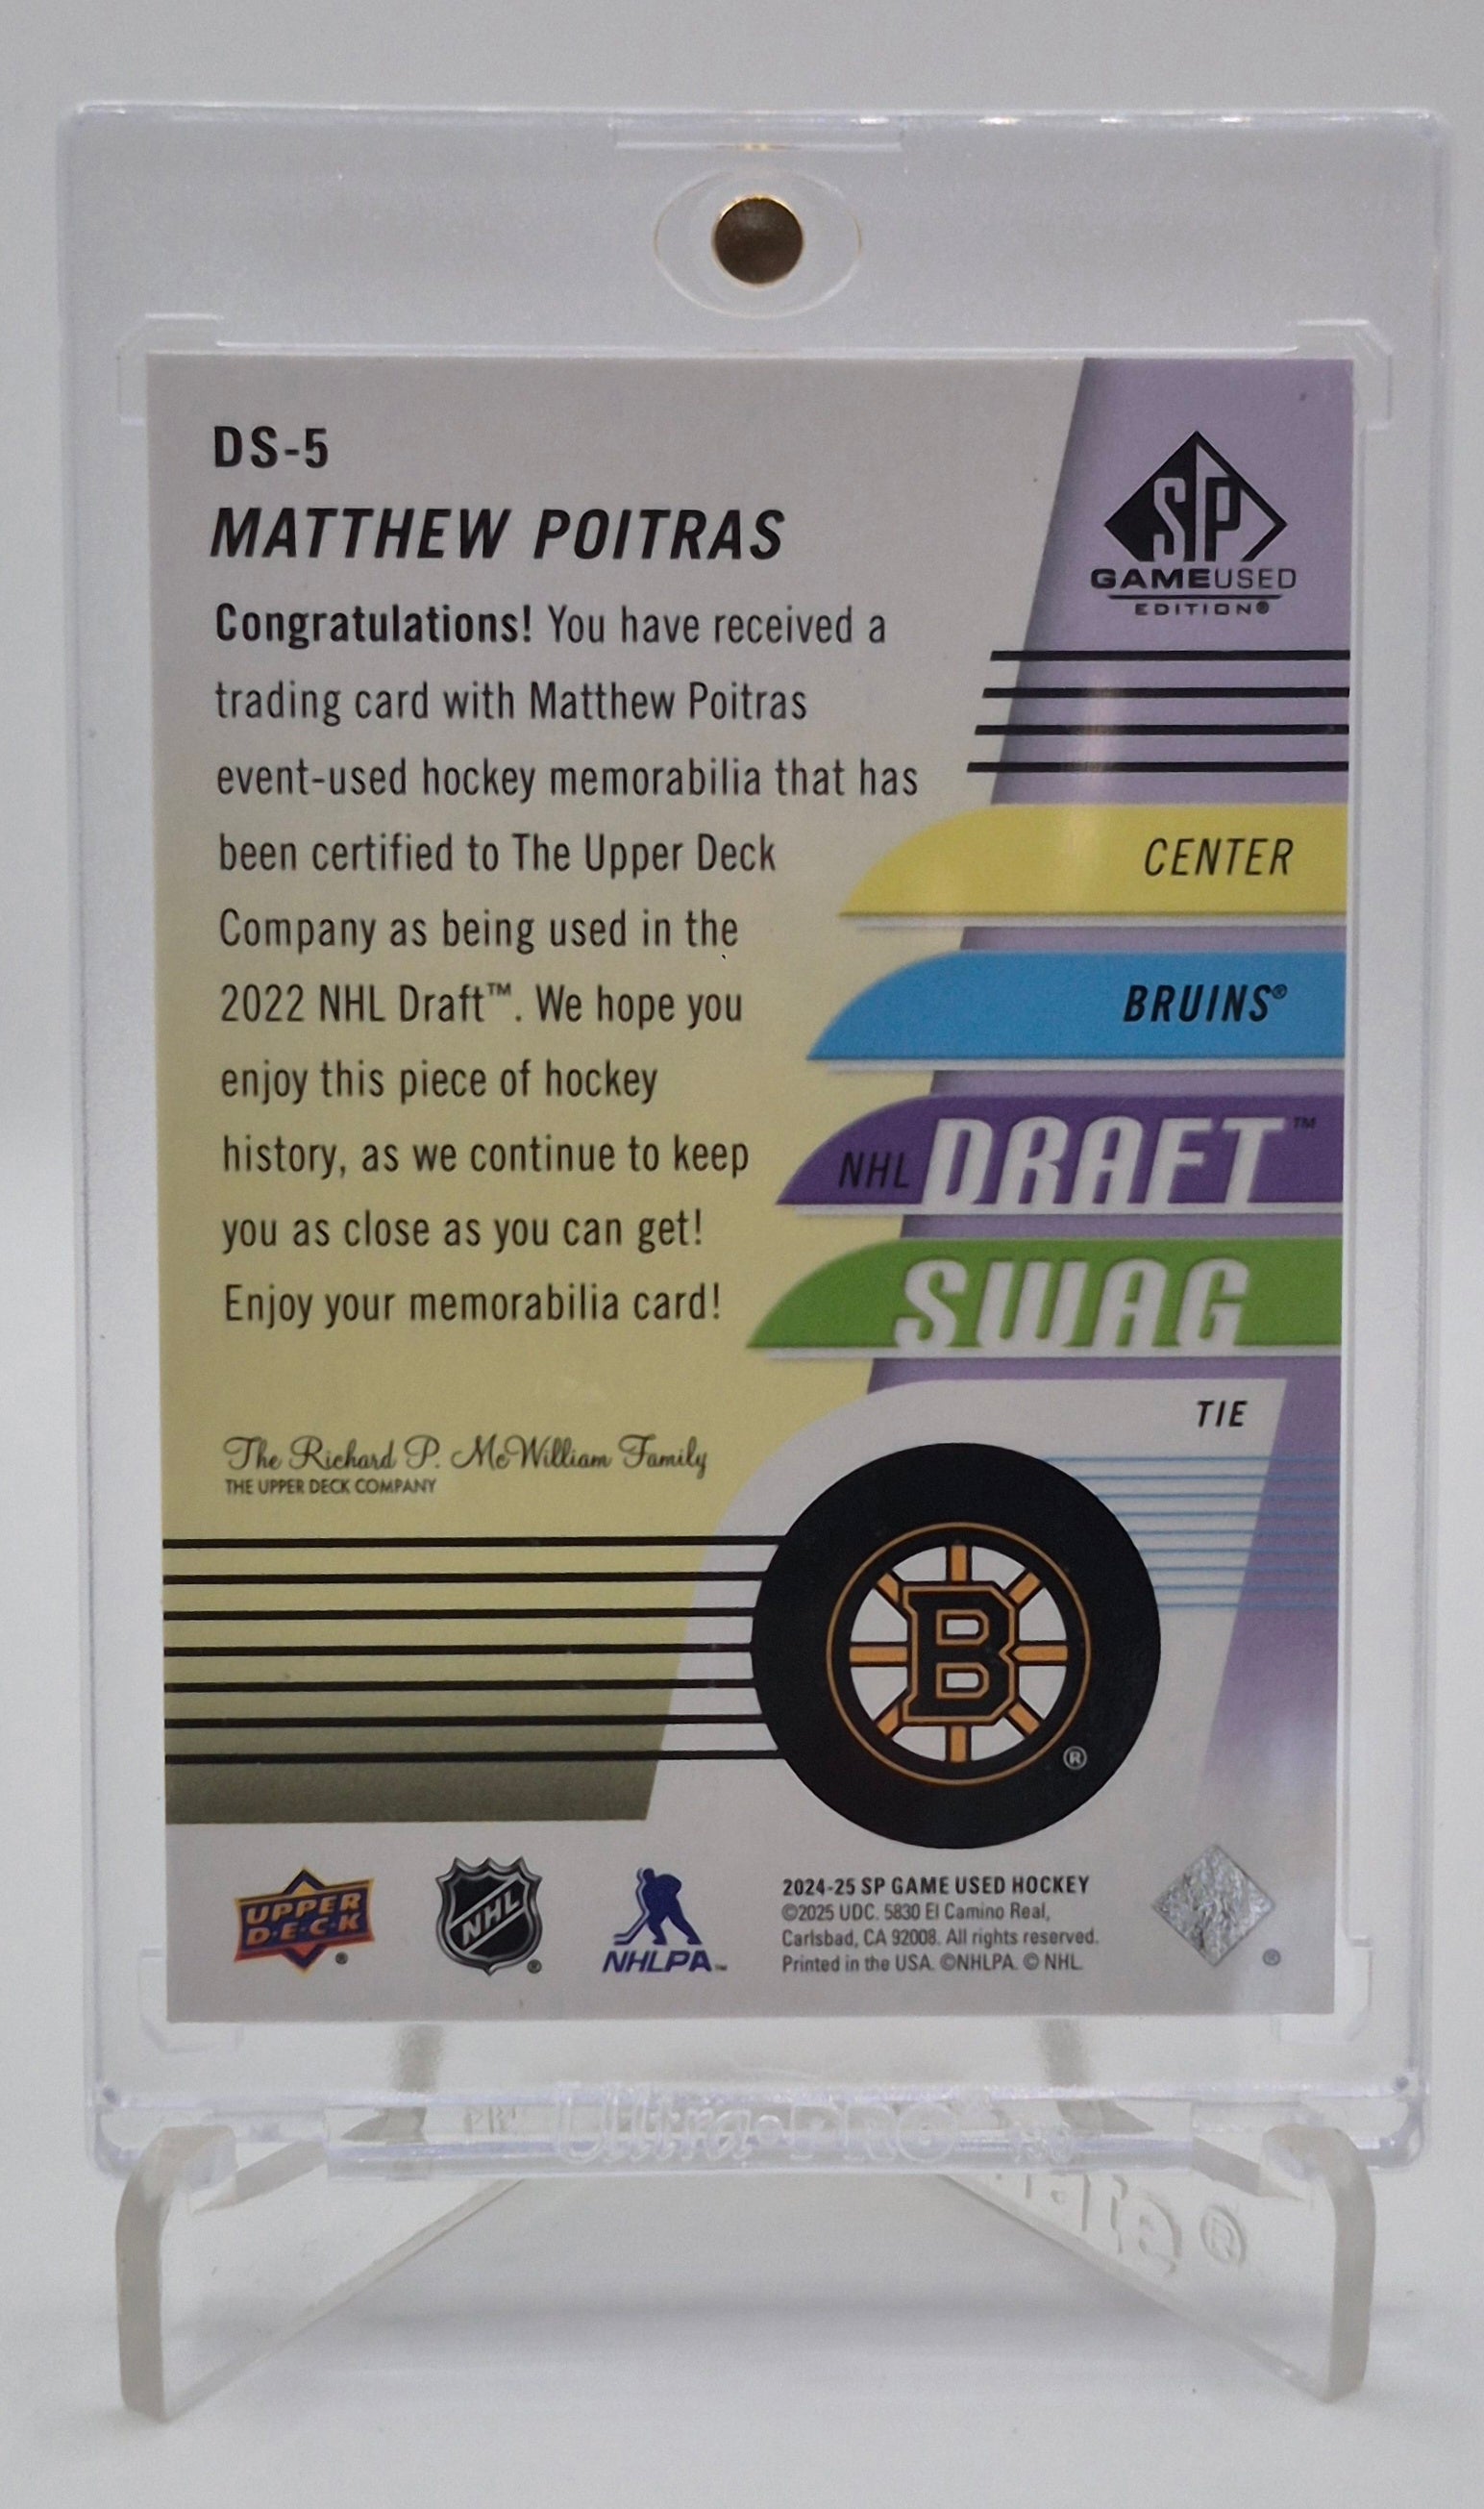 DS-5
MATTHEW POITRAS
Congratulations! You have received a
trading card with Matthew Poitras
event-used hockey memorabilia that has
been certified to The Upper Deck
Company as being used in the
2022 NHL Draft™. We hope you
enjoy this piece of hockey
history, as we continue to keep
you as close as you can get!
Enjoy your memorabilia card!
The Richard P. McWilliam Family
THE UPPER DECK COMPANY
SP
GAMEUSED
EDITION®
CENTER
BRUINS®
NHL DRAFT™
SWAG
TIE
B
®
UPPER
D·E·C·K
®
NHL
®
NHLPA™
2024-25 SP GAME USED HOCKEY
©2025 UDC. 5830 El Camino Real,
Carlsbad, CA 92008. All rights reserved.
Printed in the USA. ©NHLPA. © NHL.
®
Ultra·PRO®